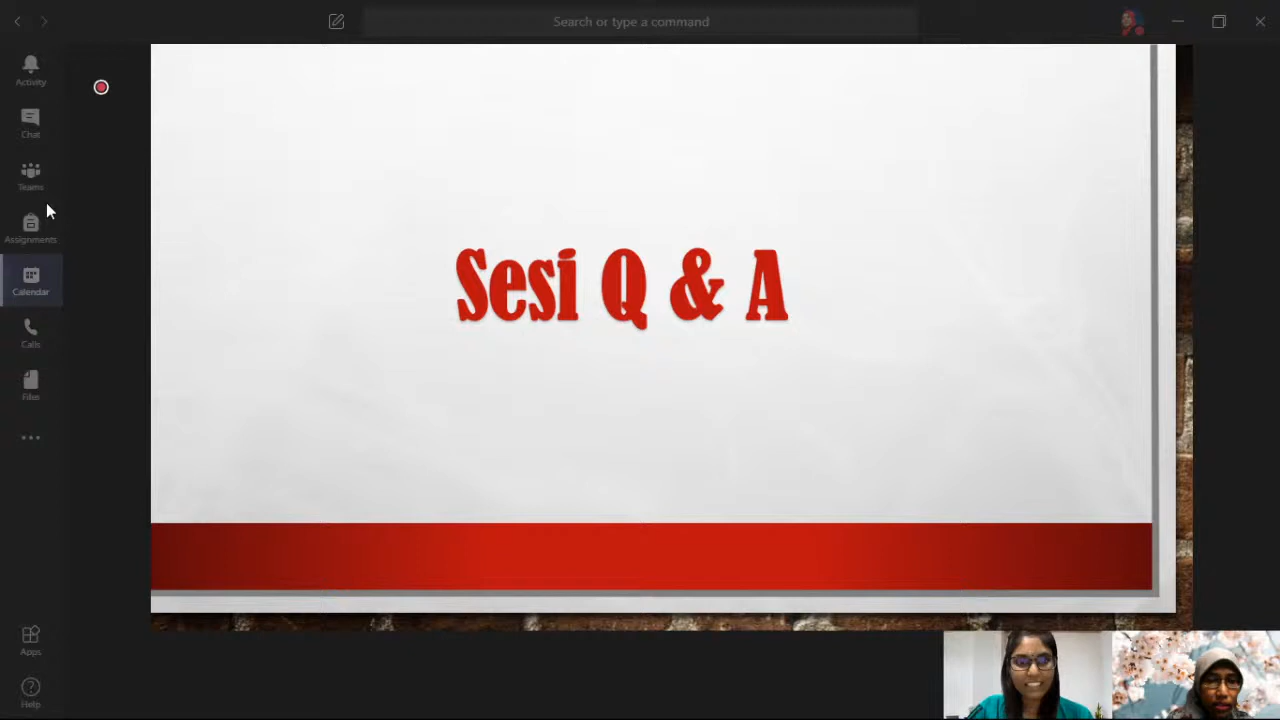 Search or type a command
Activity
Chat
Teams
Assignments
Calendar
Calls
Files
Apps
Help
Sesi Q & A